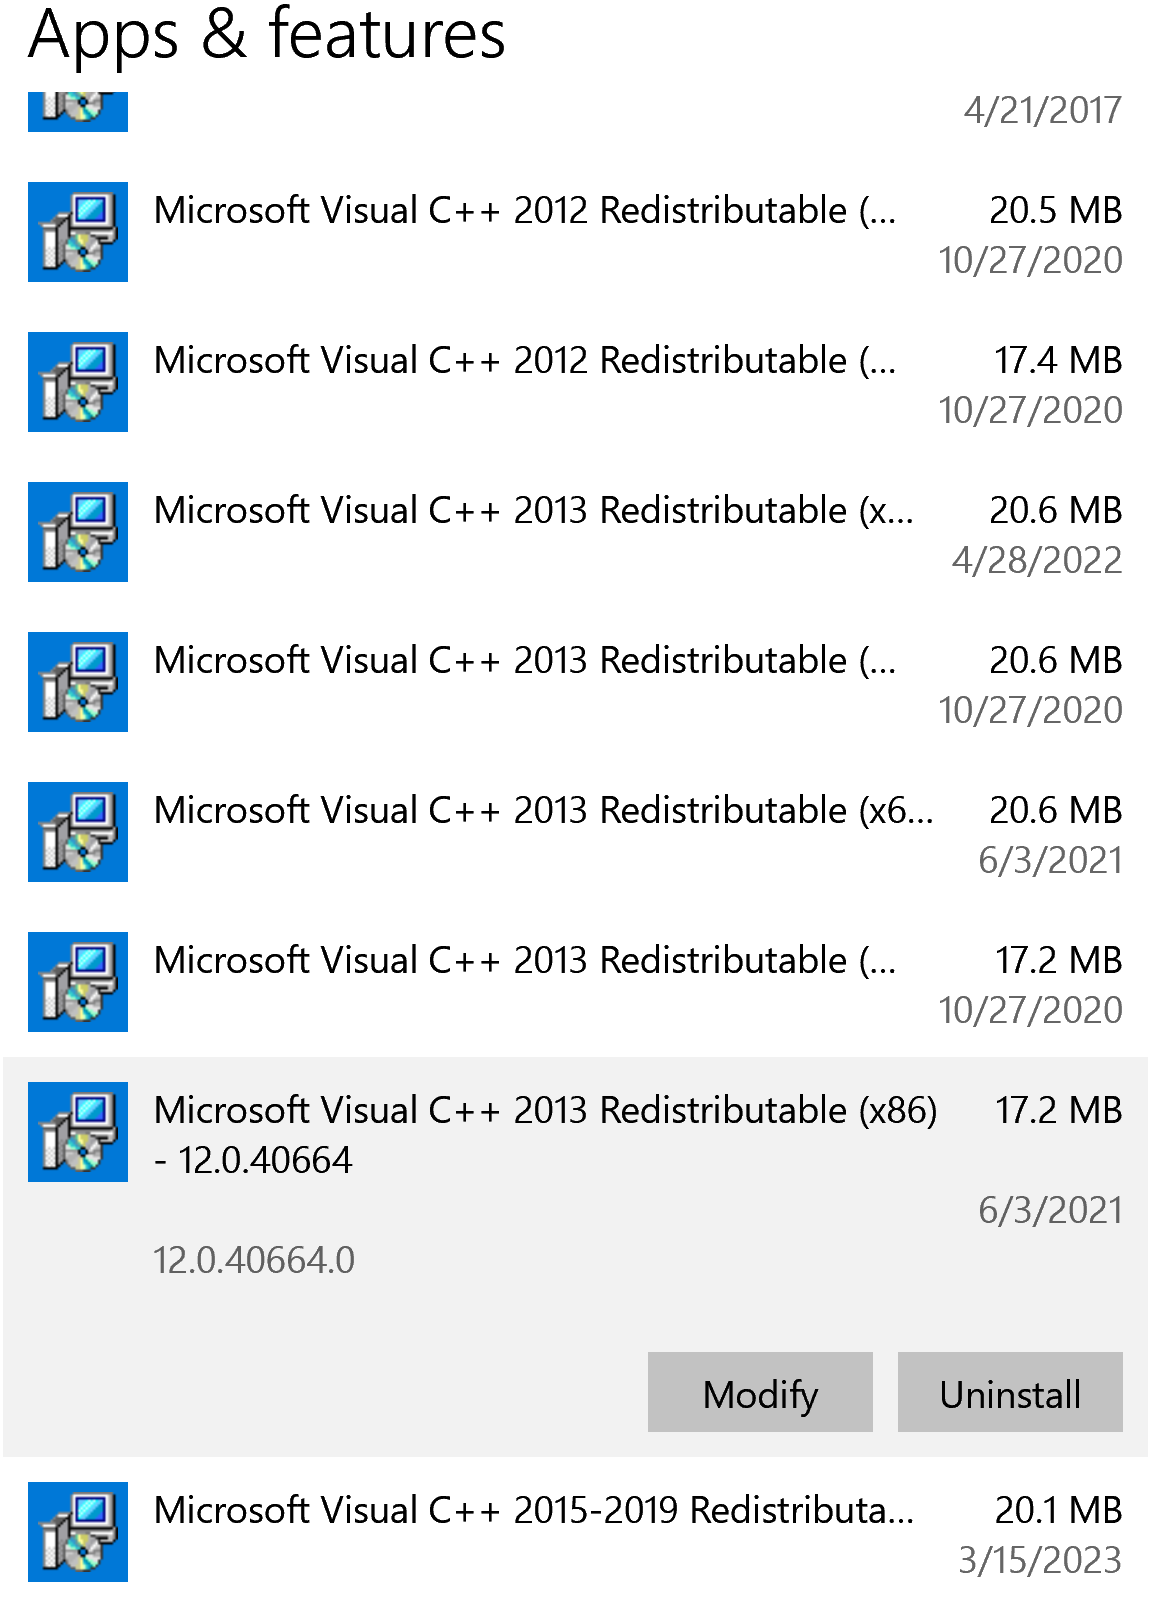 Apps & features
4/21/2017
Microsoft Visual C++ 2012 Redistributable (... 20.5 MB
10/27/2020
Microsoft Visual C++ 2012 Redistributable (... 17.4 MB
10/27/2020
Microsoft Visual C++ 2013 Redistributable (x... 20.6 MB
4/28/2022
Microsoft Visual C++ 2013 Redistributable (... 20.6 MB
10/27/2020
Microsoft Visual C++ 2013 Redistributable (x6... 20.6 MB
6/3/2021
Microsoft Visual C++ 2013 Redistributable (... 17.2 MB
10/27/2020
Microsoft Visual C++ 2013 Redistributable (x86) 17.2 MB
- 12.0.40664
6/3/2021
12.0.40664.0
Modify Uninstall
Microsoft Visual C++ 2015-2019 Redistributa... 20.1 MB
3/15/2023